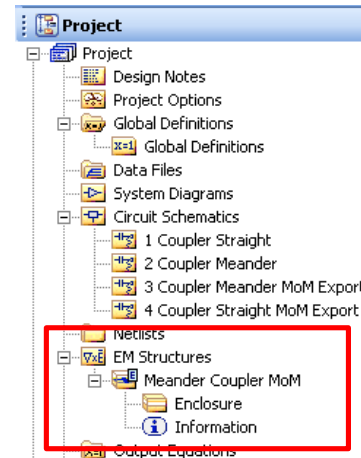 Project
Project
Design Notes
Project Options
Global Definitions
Global Definitions
Data Files
System Diagrams
Circuit Schematics
1 Coupler Straight
2 Coupler Meander
3 Coupler Meander MoM Export
4 Coupler Straight MoM Export
Netlists
EM Structures
Meander Coupler MoM
Enclosure
Information
Output Equations